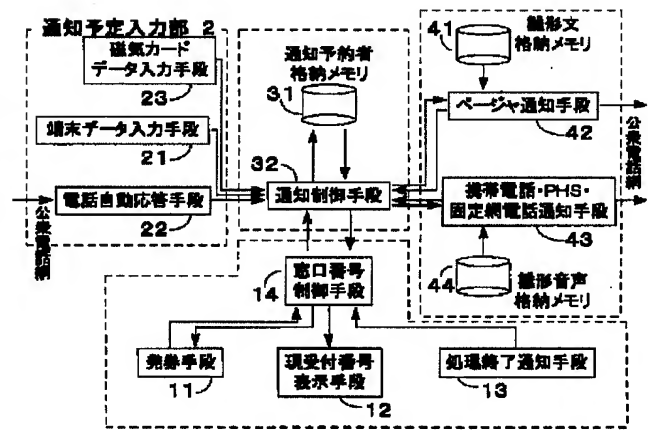 通知予定入力部 2
磁気カード
データ入力手段
23
端末データ入力手段
21
電話自動応答手段
22
公衆電話網
通知予約者
格納メモリ
31
32
通知制御手段
41
雛形文
格納メモリ
ページャ通知手段
42
公衆電話網
携帯電話・PHS・
固定網電話通知手段
43
44
雛形音声
格納メモリ
14
窓口番号
制御手段
発券手段
11
現受付番号
表示手段
12
処理終了通知手段
13